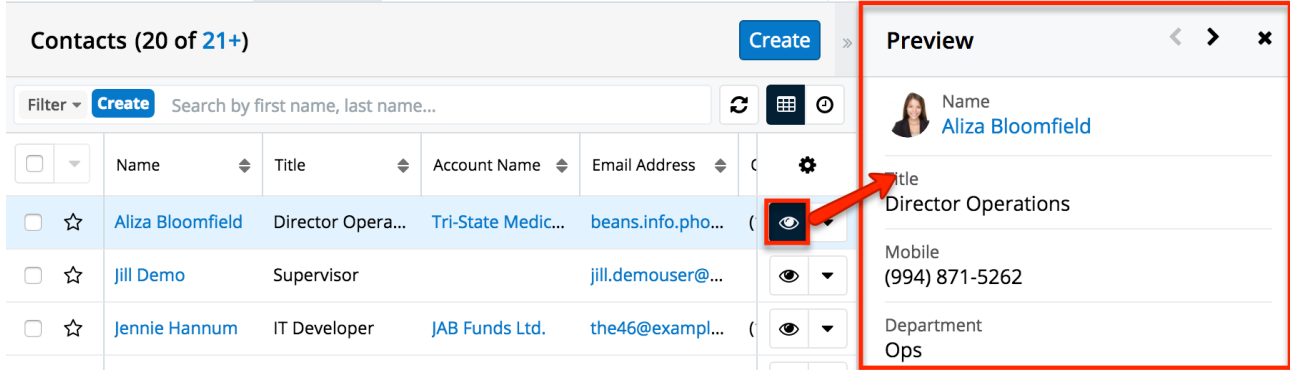 Contacts (20 of 21+)
Create
»
Filter
Create
Search by first name, last name...
Name
Title
Account Name
Email Address
Aliza Bloomfield
Director Opera...
Tri-State Medic...
beans.info.pho...
Jill Demo
Supervisor
jill.demouser@...
Jennie Hannum
IT Developer
JAB Funds Ltd.
the46@exampl...
Preview
Name
Aliza Bloomfield
Title
Director Operations
Mobile
(994) 871-5262
Department
Ops